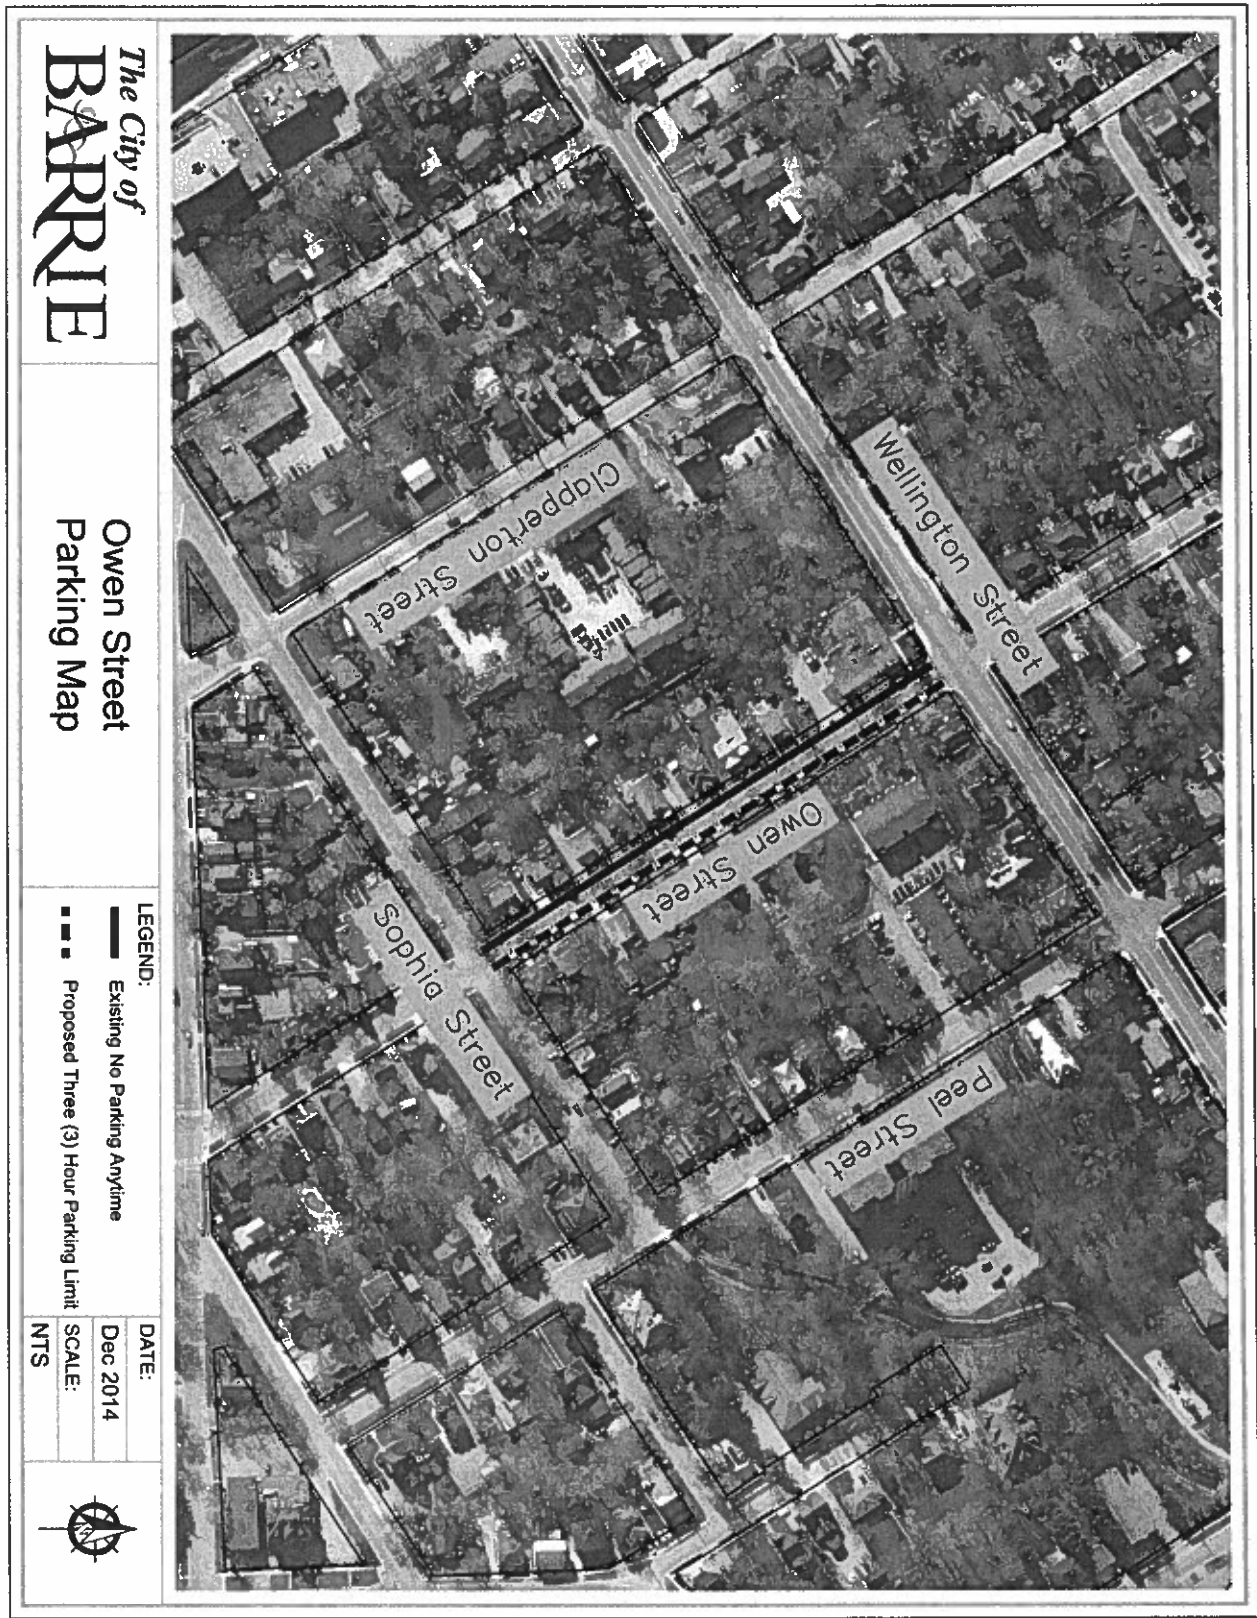 Wellington Street
Clapperton Street
Owen Street
Sophia Street
Peel Street
The City of
BARRIE
Owen Street
Parking Map
LEGEND:
Existing No Parking Anytime
Proposed Three (3) Hour Parking Limit
DATE:
Dec 2014
SCALE:
NTS